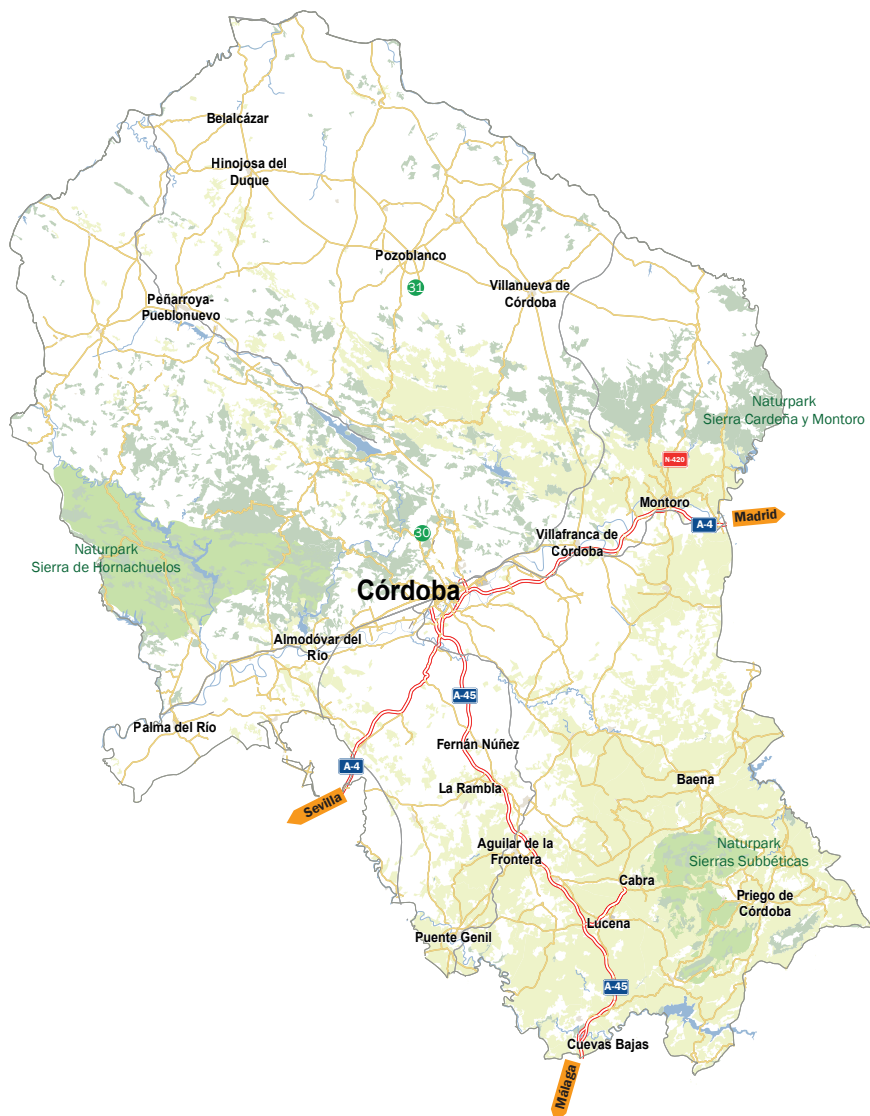 Belalcázar
Hinojosa del
Duque
Pozoblanco
31
Villanueva de
Córdoba
Peñarroya-
Pueblonuevo
Naturpark
Sierra Cardeña y Montoro
N-420
Montoro
A-4
Madrid
30
Villafranca de
Córdoba
Naturpark
Sierra de Hornachuelos
Córdoba
Almodóvar del
Río
A-45
Palma del Río
Fernán Núñez
A-4
Baena
La Rambla
Sevilla
Aguilar de la
Frontera
Naturpark
Sierras Subbéticas
Cabra
Priego de
Córdoba
Lucena
Puente Genil
A-45
Cuevas Bajas
Málaga